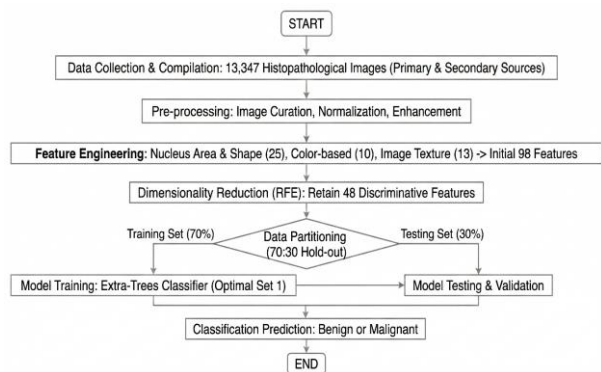 START
Data Collection & Compilation: 13,347 Histopathological Images (Primary & Secondary Sources)
Pre-processing: Image Curation, Normalization, Enhancement
Feature Engineering: Nucleus Area & Shape (25), Color-based (10), Image Texture (13) -> Initial 98 Features
Dimensionality Reduction (RFE): Retain 48 Discriminative Features
Training Set (70%)
Data Partitioning
(70:30 Hold-out)
Testing Set (30%)
Model Training: Extra-Trees Classifier (Optimal Set 1)
Model Testing & Validation
Classification Prediction: Benign or Malignant
END